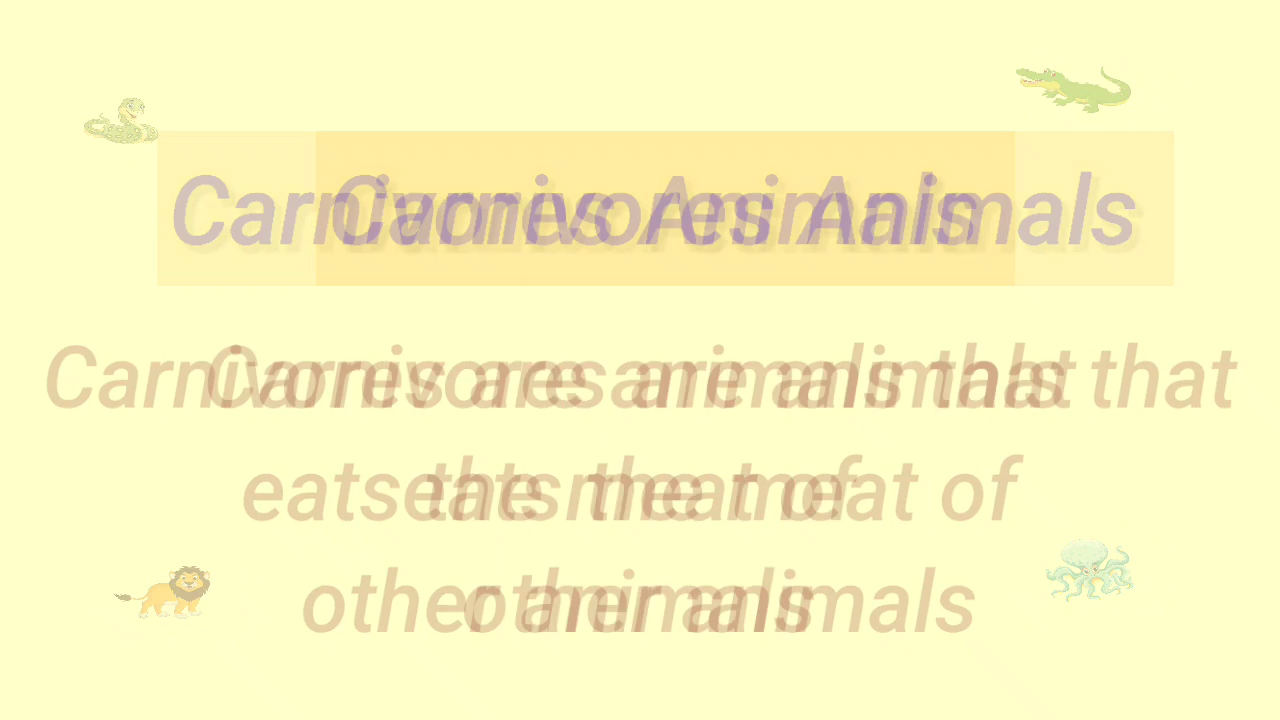 Carnivores Animals
Carnivores are animals that
eats the meat of
other animals